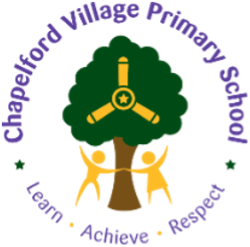 Chapelford Village Primary School
Learn • Achieve • Respect